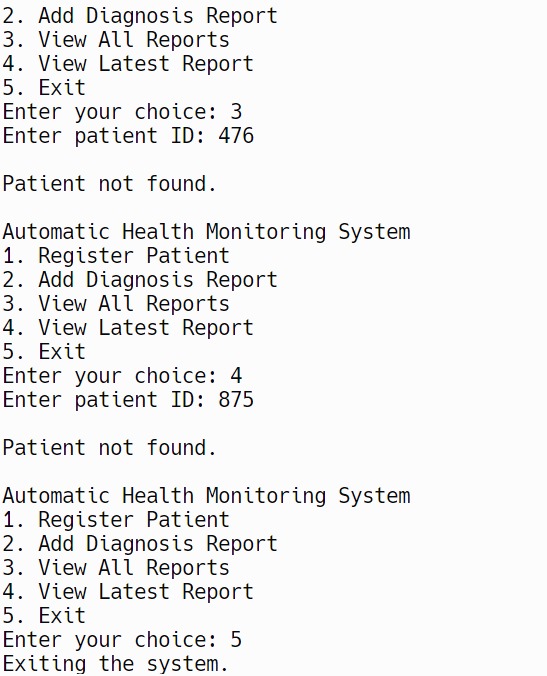 2. Add Diagnosis Report
3. View All Reports
4. View Latest Report
5. Exit
Enter your choice: 3
Enter patient ID: 476
Patient not found.
Automatic Health Monitoring System
1. Register Patient
2. Add Diagnosis Report
3. View All Reports
4. View Latest Report
5. Exit
Enter your choice: 4
Enter patient ID: 875
Patient not found.
Automatic Health Monitoring System
1. Register Patient
2. Add Diagnosis Report
3. View All Reports
4. View Latest Report
5. Exit
Enter your choice: 5
Exiting the system.